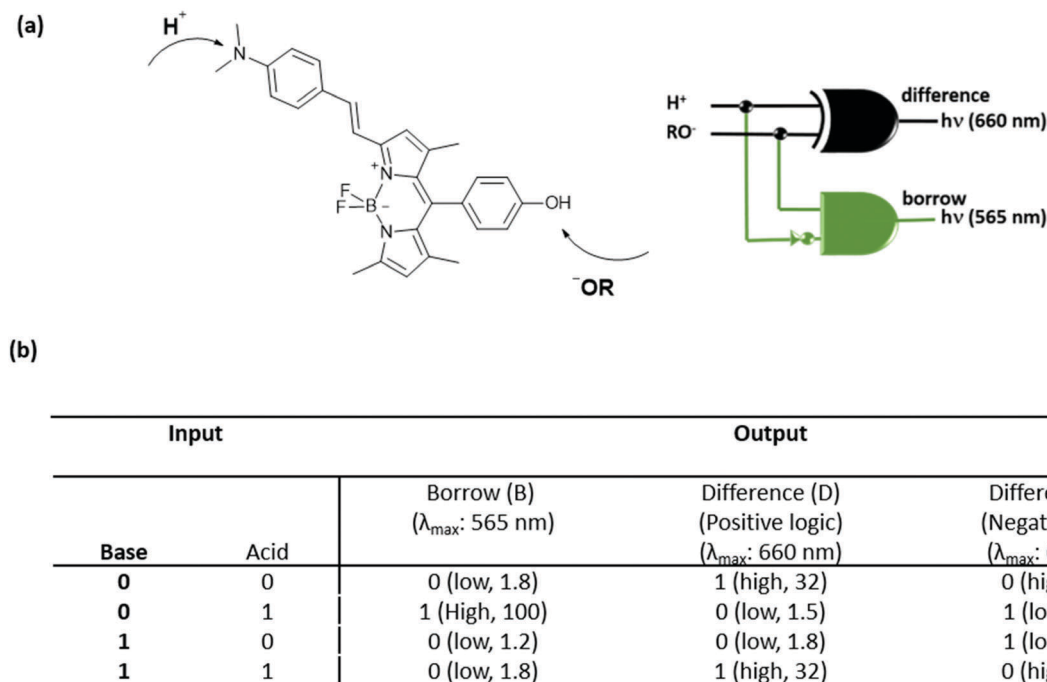 (a)
H+
N
N
+
F
F
B
−
N
OH
−OR
H+
RO-
difference
hν (660 nm)
borrow
hν (565 nm)
(b)
Input Output
Borrow (B) Difference (D)
(λmax: 565 nm) (Positive logic)
Base Acid (λmax: 660 nm)
0 0 0 (low, 1.8) 1 (high, 32)
0 1 1 (High, 100) 0 (low, 1.5)
1 0 0 (low, 1.2) 0 (low, 1.8)
1 1 0 (low, 1.8) 1 (high, 32)